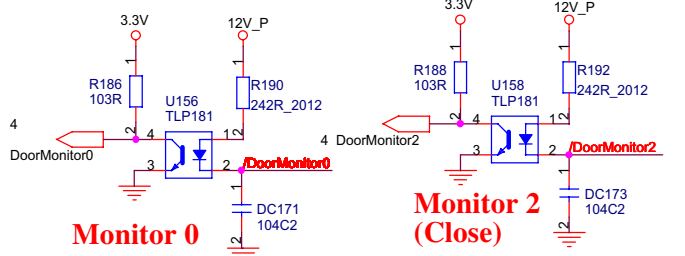 3.3V
12V_P
1
1
R186
103R
U156
TLP181
R190
242R_2012
2
2
4
4
1
DoorMonitor0
3
2
/DoorMonitor0
1
DC171
104C2
2
Monitor 0
3.3V
12V_P
1
1
R188
103R
U158
TLP181
R192
242R_2012
2
2
4
4
1
DoorMonitor2
3
2
/DoorMonitor2
1
DC173
104C2
2
Monitor 2
(Close)